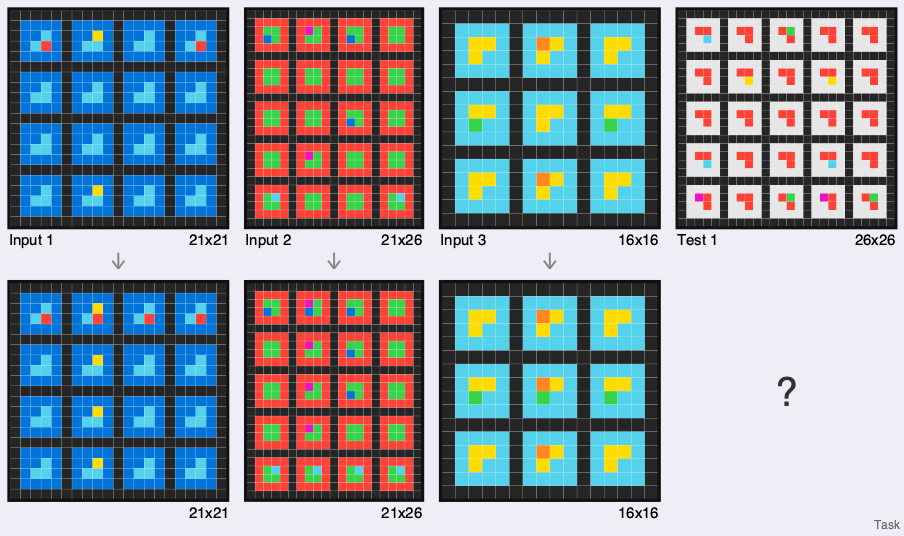 Input 1
21x21
Input 2
21x26
Input 3
16x16
Test 1
26x26
?
21x21
21x26
16x16
Task